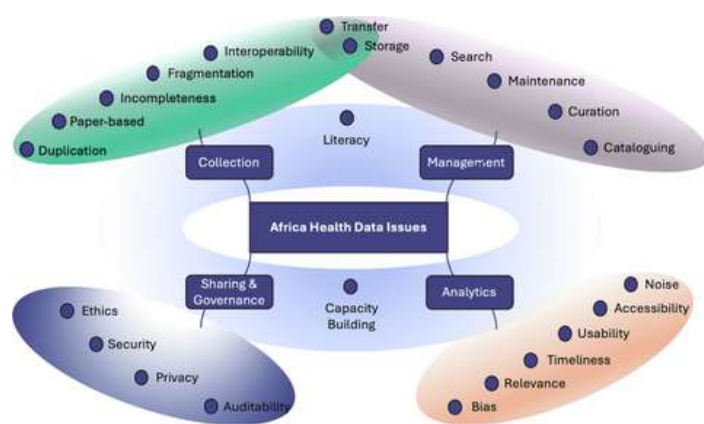 Transfer
Storage
Interoperability
Fragmentation
Incompleteness
Paper-based
Duplication
Search
Maintenance
Curation
Cataloguing
Literacy
Collection
Management
Africa Health Data Issues
Sharing &
Governance
Analytics
Capacity
Building
Ethics
Security
Privacy
Auditability
Noise
Accessibility
Usability
Timeliness
Relevance
Bias